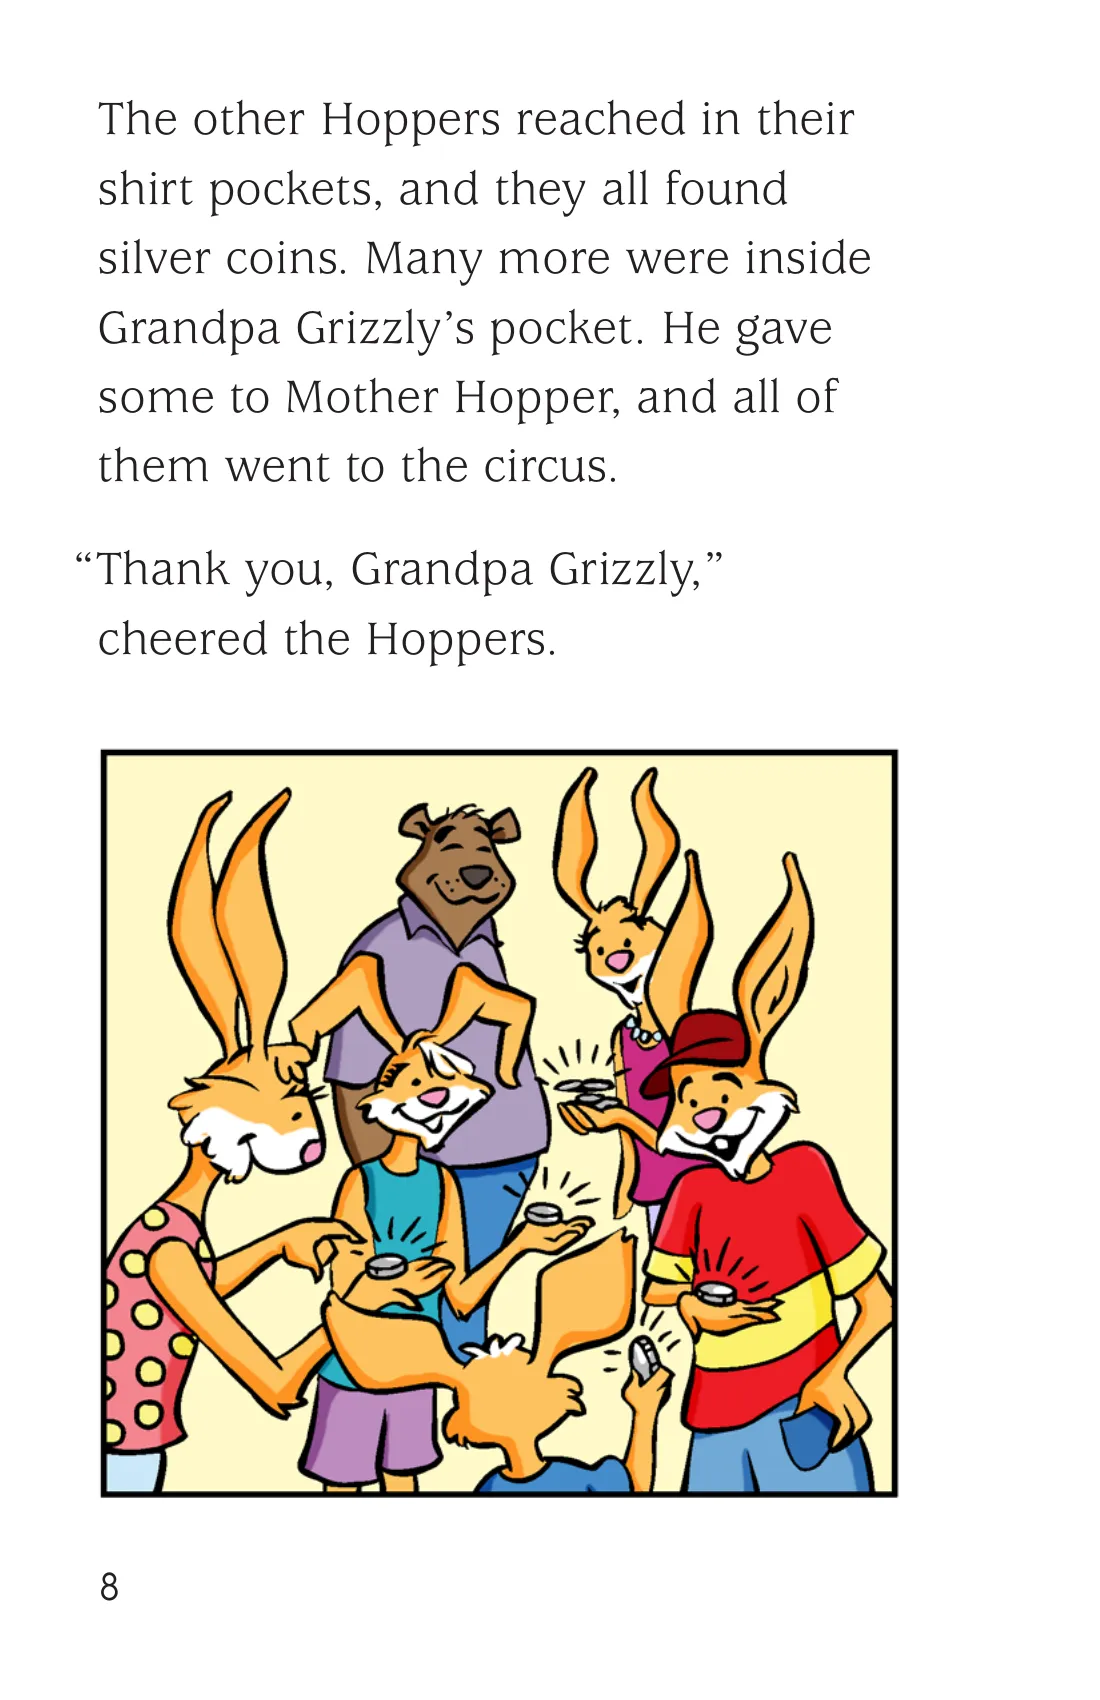 The other Hoppers reached in their
shirt pockets, and they all found
silver coins. Many more were inside
Grandpa Grizzly’s pocket. He gave
some to Mother Hopper, and all of
them went to the circus.
“Thank you, Grandpa Grizzly,”
cheered the Hoppers.
8